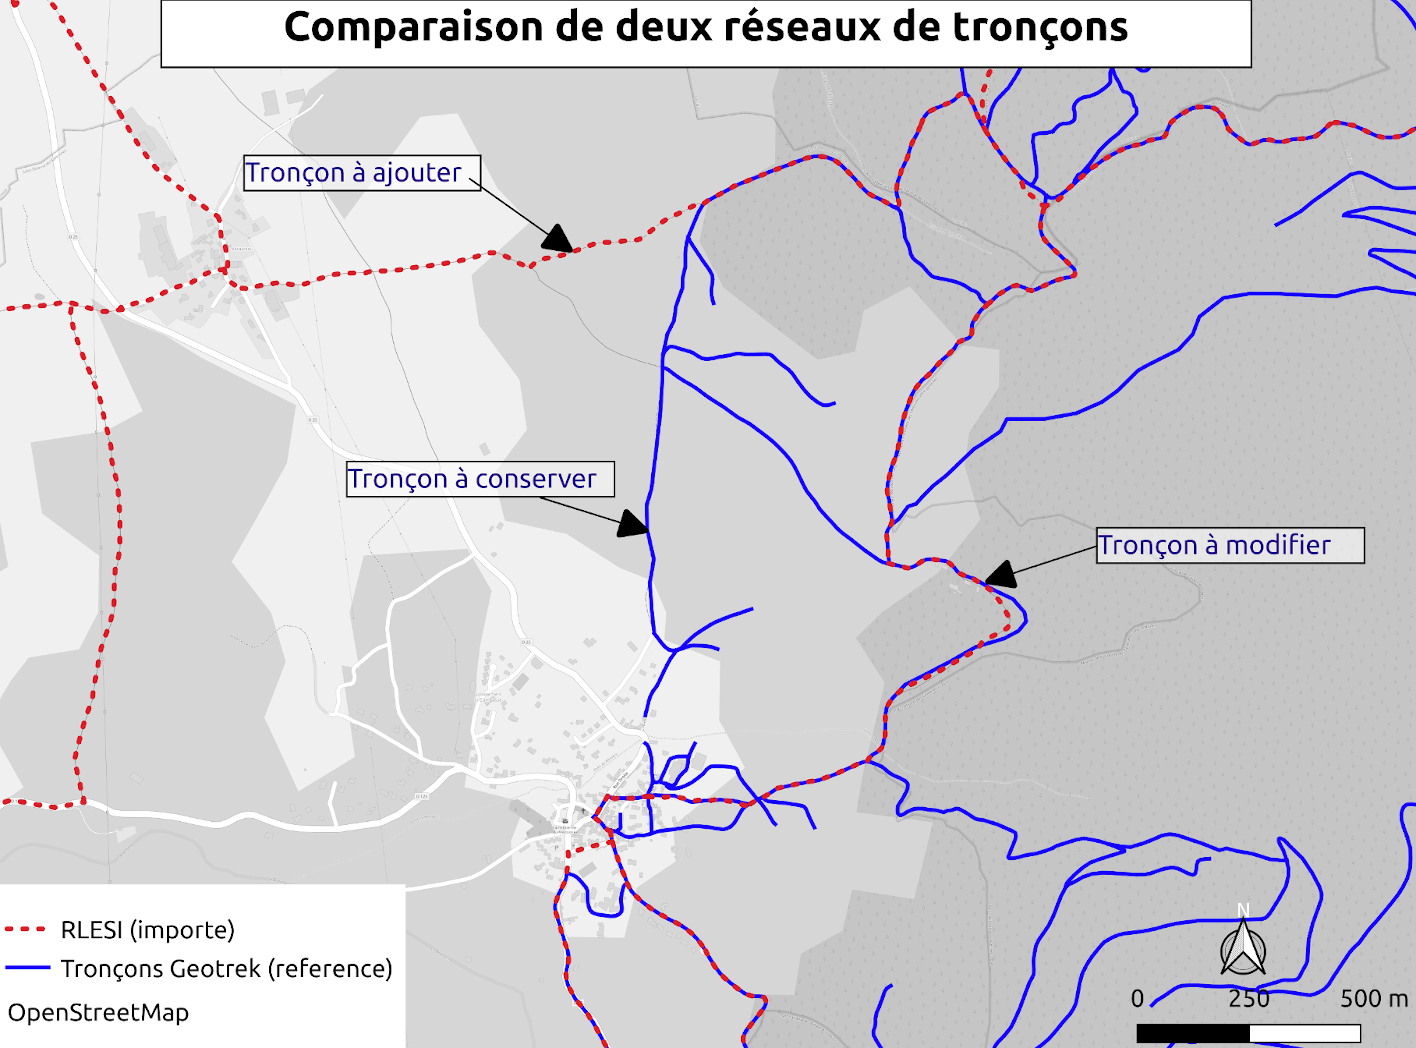 Comparaison de deux réseaux de tronçons
Tronçon à ajouter
Tronçon à conserver
Tronçon à modifier
RLESI (importe)
Tronçons Geotrek (reference)
OpenStreetMap
N
0 250 500 m